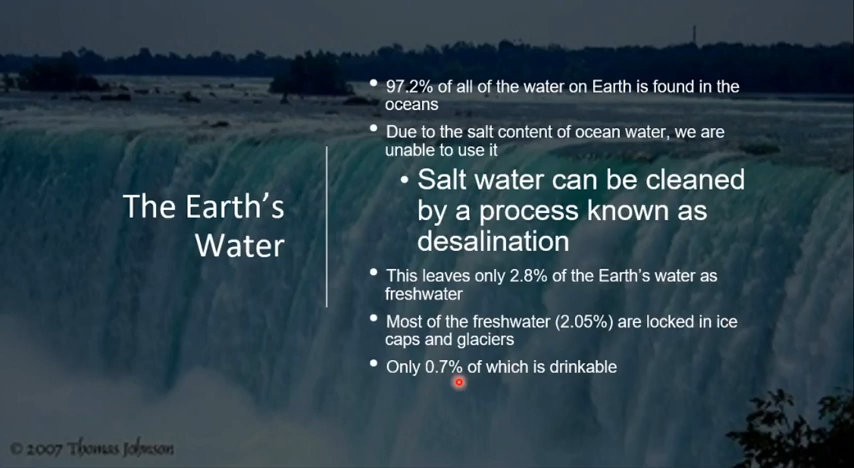 The Earth's
Water
• 97.2% of all of the water on Earth is found in the
oceans
• Due to the salt content of ocean water, we are
unable to use it
• Salt water can be cleaned
by a process known as
desalination
• This leaves only 2.8% of the Earth's water as
freshwater
• Most of the freshwater (2.05%) are locked in ice
caps and glaciers
• Only 0.7% of which is drinkable
© 2007 Thomas Johnson